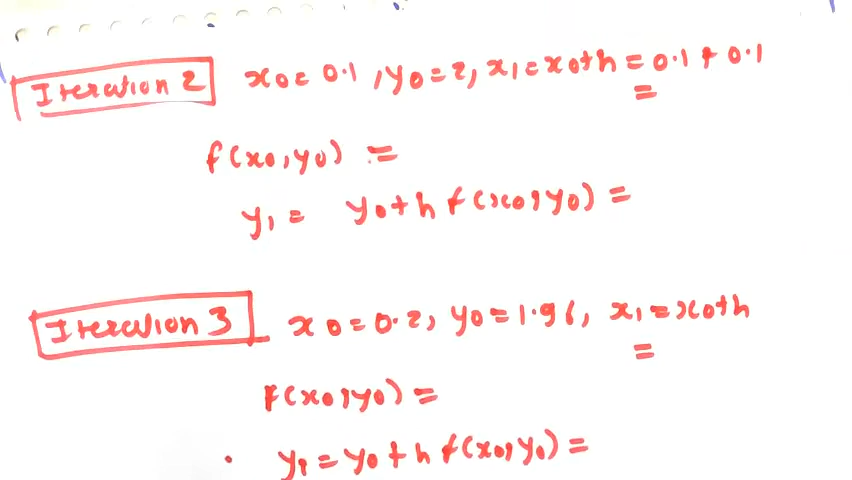 Iteration 2 x0 = 0.1 , y0 = 2, x1 = x0+h = 0.1 + 0.1
=
f(x0,y0) =
y1 = y0 + h f(x0,y0) =
Iteration 3 x0 = 0.2, y0 = 1.96, x1 = x0+h
=
f(x0,y0) =
y1 = y0 + h f(x0,y0) =